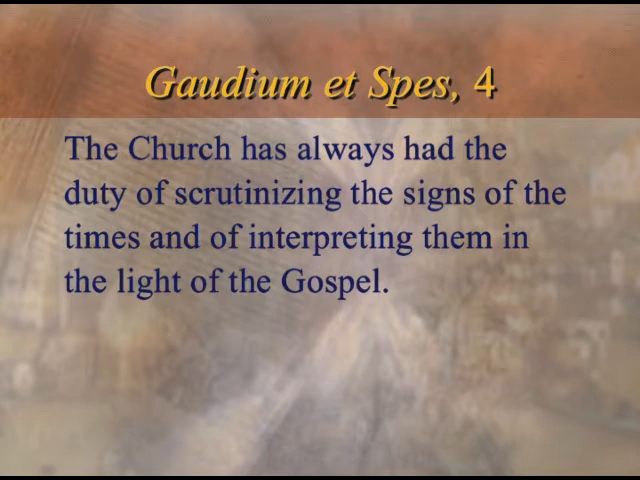 Gaudium et Spes, 4
The Church has always had the
duty of scrutinizing the signs of the
times and of interpreting them in
the light of the Gospel.